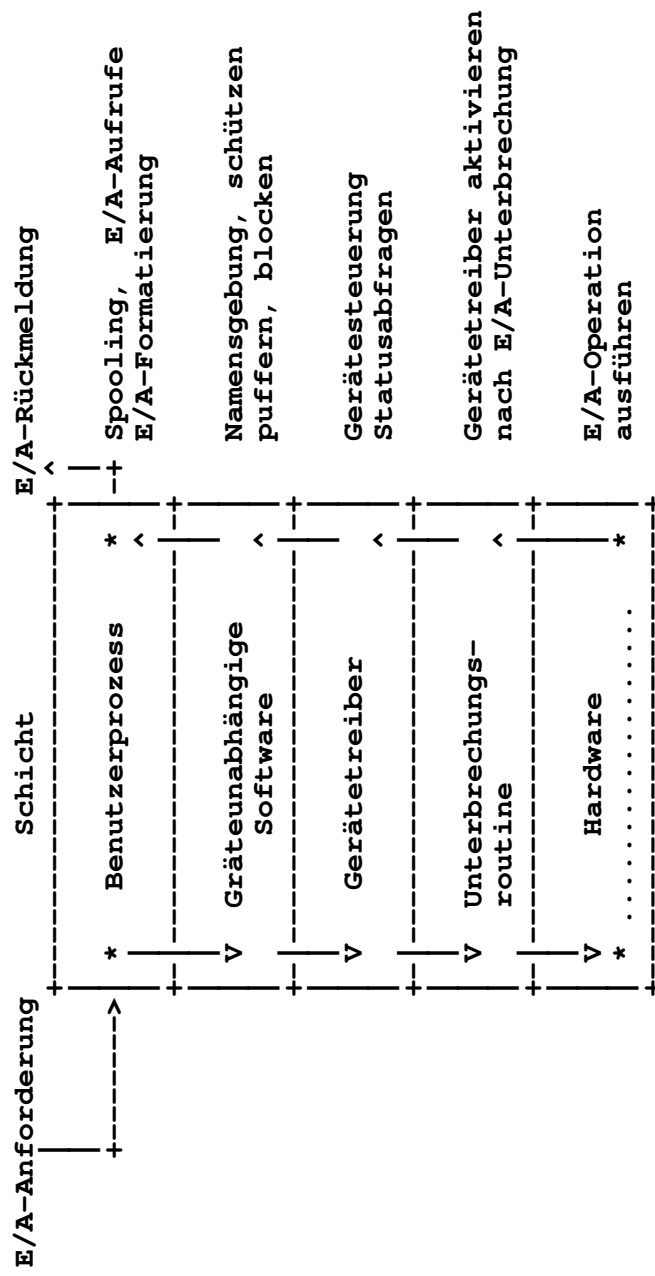 E/A-Anforderung Schicht E/A-Rückmeldung
Benutzerprozess Spooling, E/A-Aufrufe
E/A-Formatierung
Gräteunabhängige Namensgebung, schützen
Software puffern, blocken
Gerätetreiber Gerätesteuerung
Statusabfragen
Unterbrechungs- Gerätetreiber aktivieren
routine nach E/A-Unterbrechung
Hardware E/A-Operation
ausführen